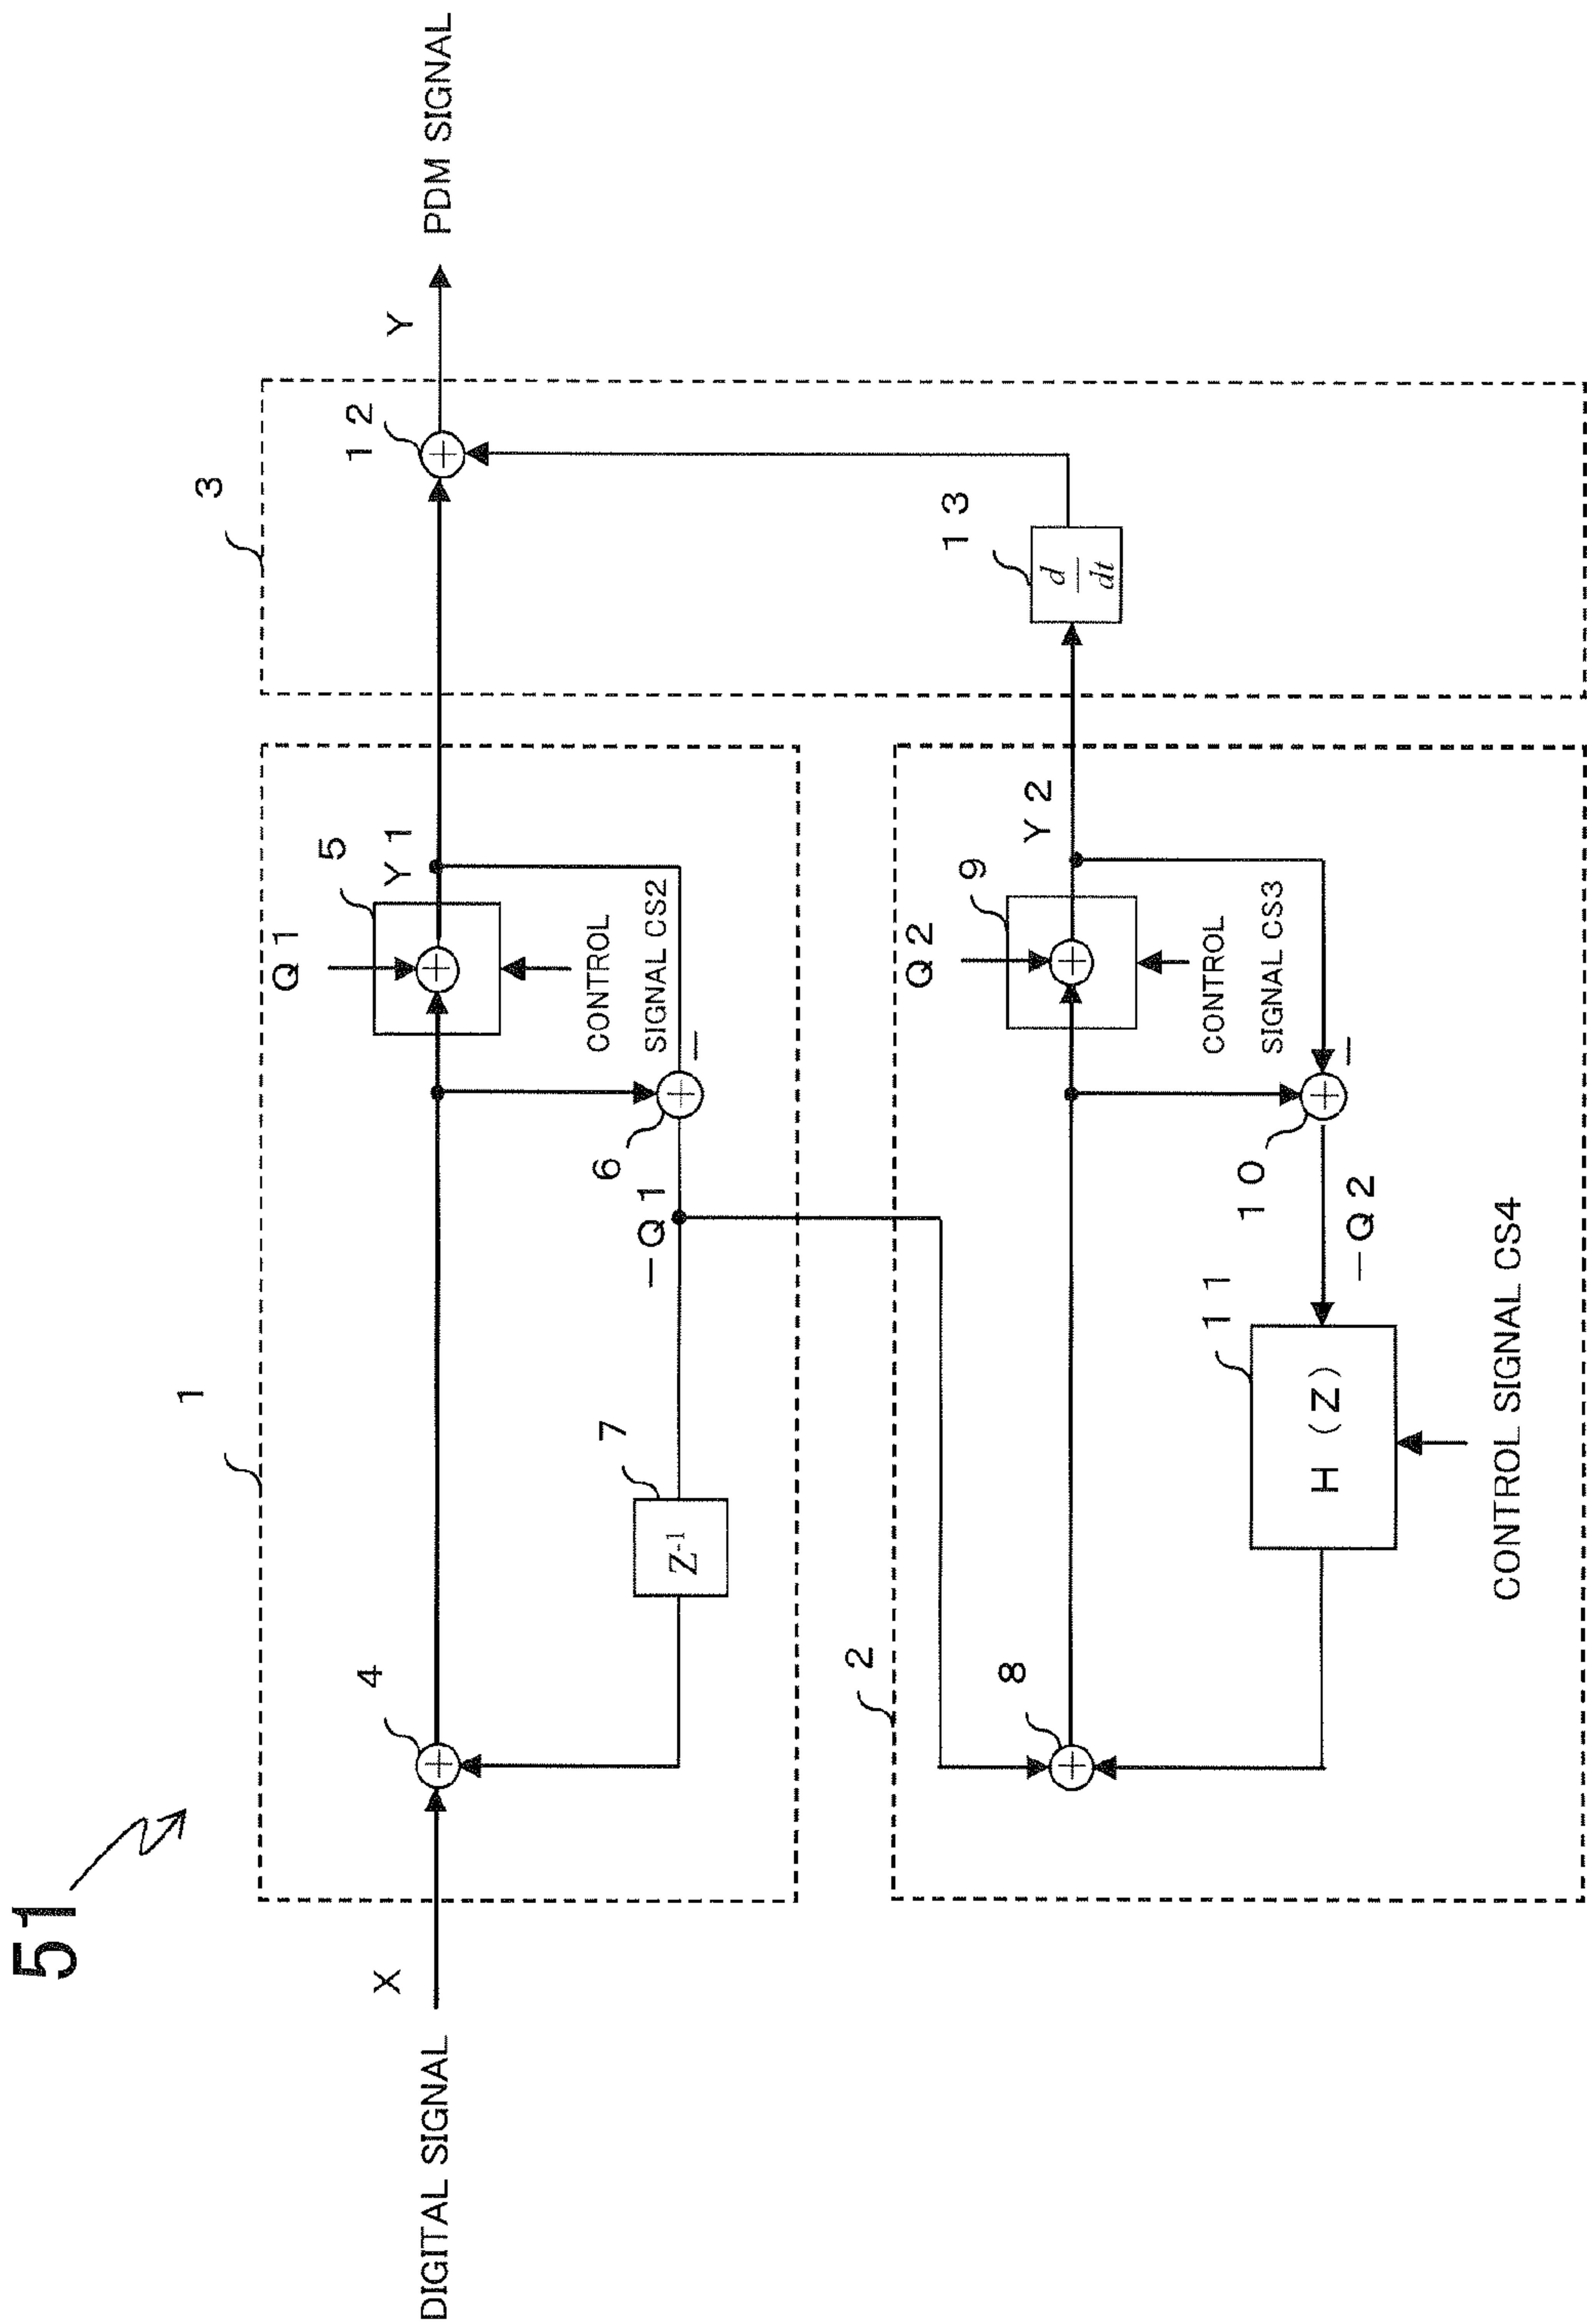 51
DIGITAL SIGNAL
X
1
4
5
Q1
Y1
CONTROL
SIGNAL CS2
6
−
−Q1
7
Z-1
2
8
9
Q2
Y2
CONTROL
SIGNAL CS3
10
−
−Q2
11
H (Z)
CONTROL SIGNAL CS4
3
12
13
d
dt
Y
PDM SIGNAL